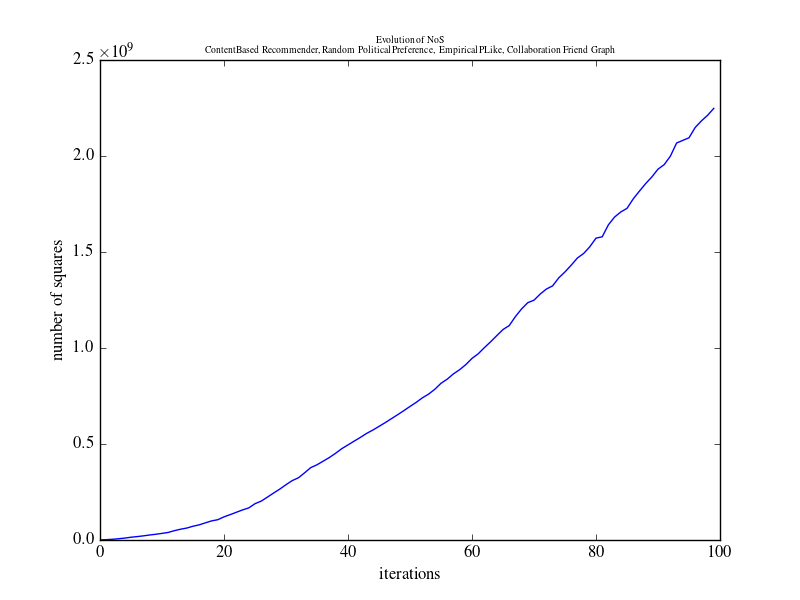 Evolution of NoS
ContentBased Recommender, Random PoliticalPreference, EmpiricalPLike, Collaboration Friend Graph
×10⁹
2.5
2.0
1.5
1.0
0.5
0.0
number of squares
0 20 40 60 80 100
iterations